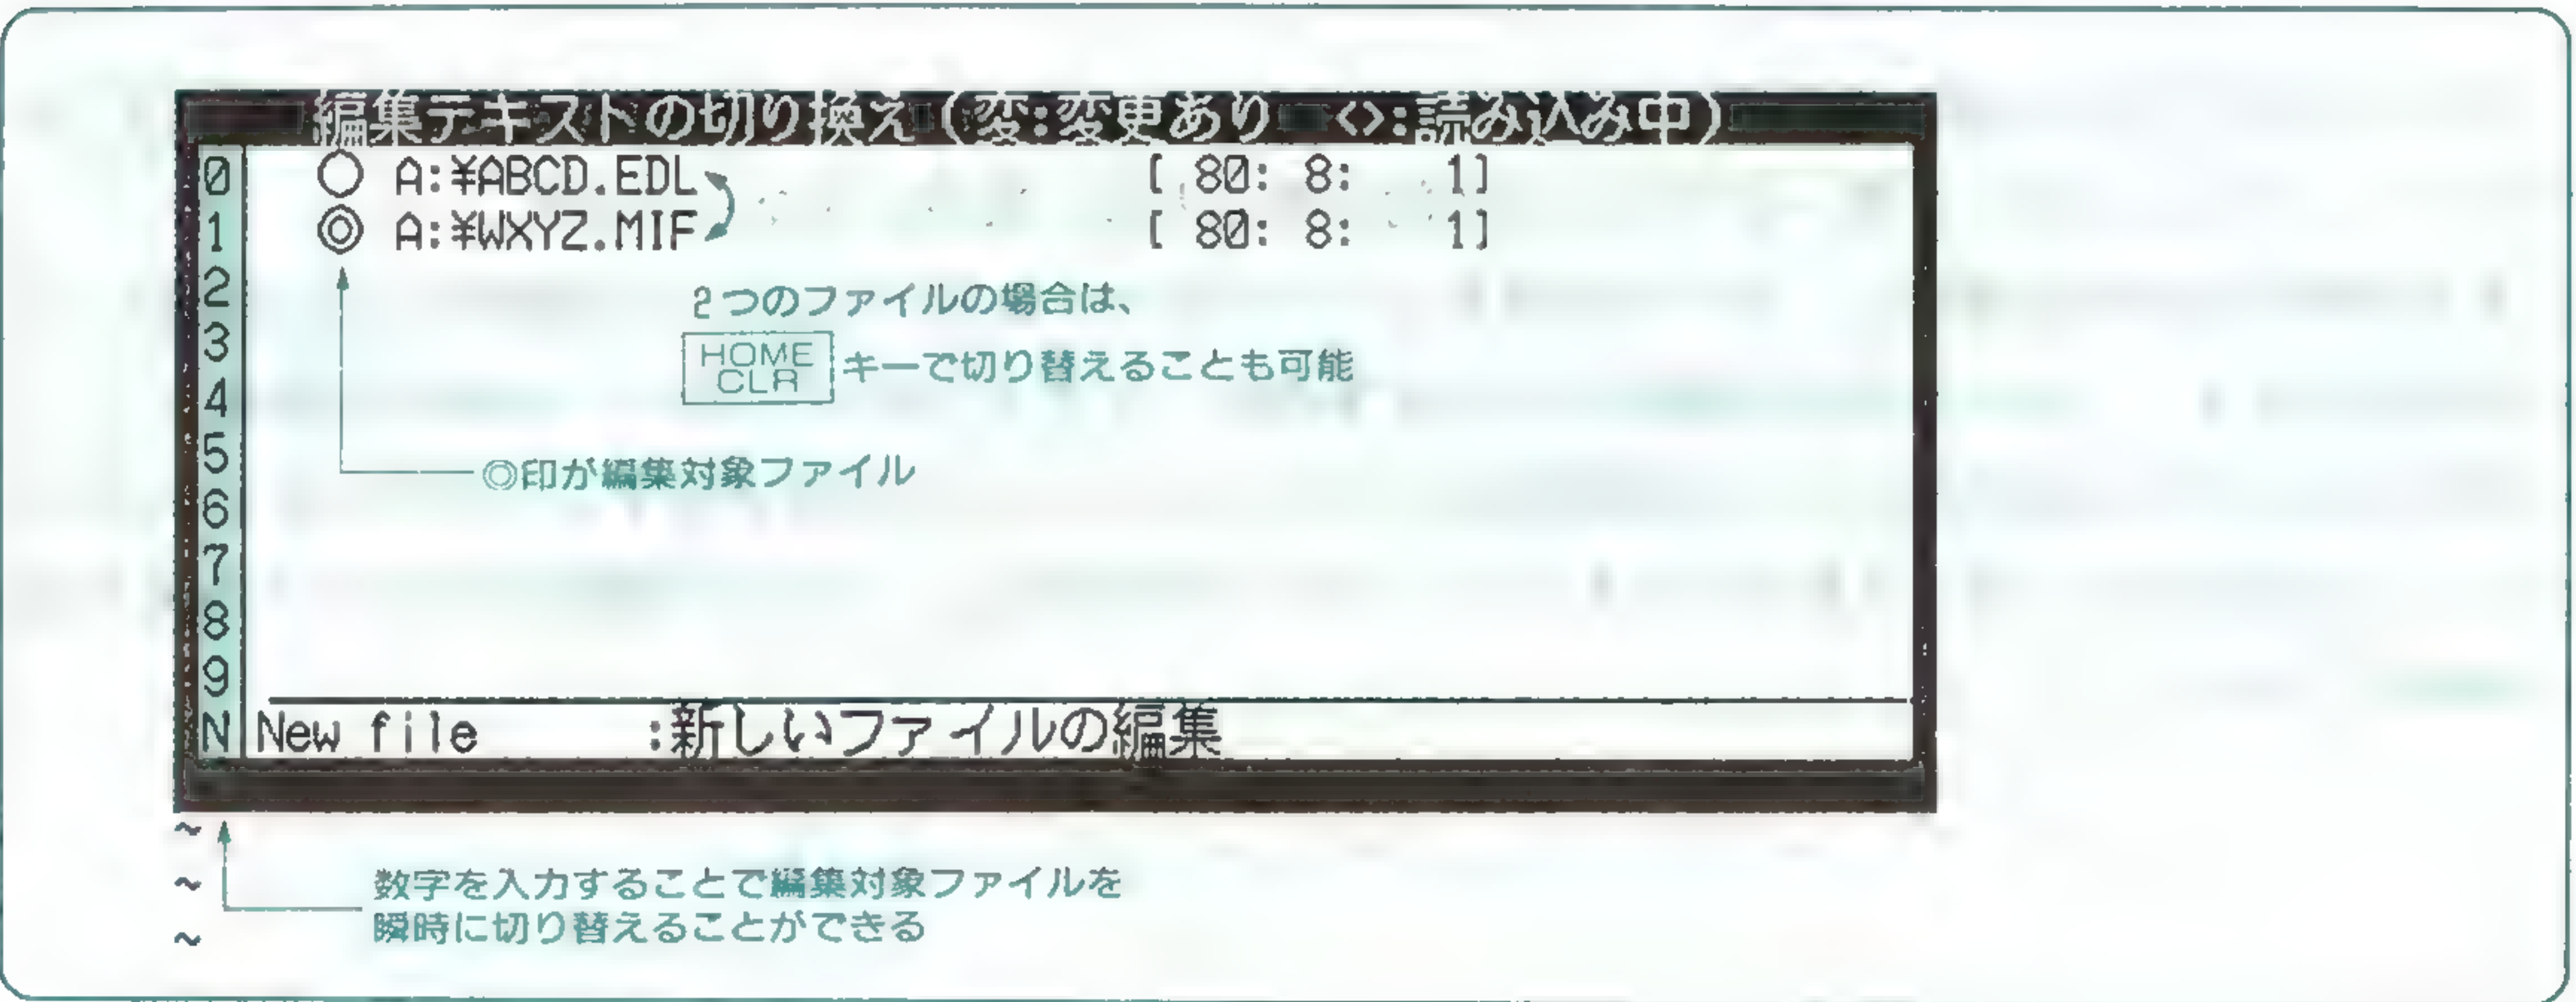 編集テキストの切り換え(変:変更あり <>:読み込み中)
0 ○ A:¥ABCD.EDL [ 80: 8: 1]
1 ◎ A:¥WXYZ.MIF [ 80: 8: 1]
2
2つのファイルの場合は、
3
HOME
CLR キーで切り替えることも可能
4
5
◎印が編集対象ファイル
6
7
8
9
N New file :新しいファイルの編集
~
~
数字を入力することで編集対象ファイルを
瞬時に切り替えることができる
~